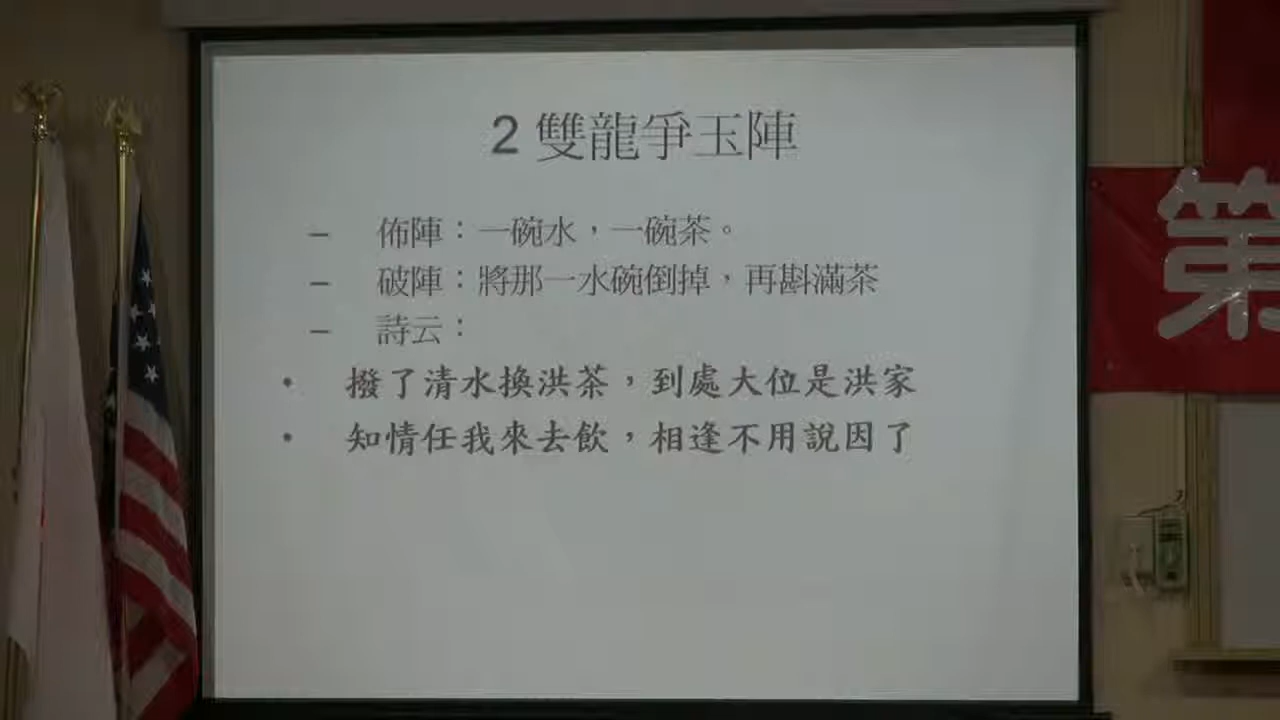 2 雙龍爭玉陣
– 佈陣：一碗水，一碗茶。
– 破陣：將那一水碗倒掉，再斟滿茶
– 詩云：
• 撥了清水換洪茶，到處大位是洪家
• 知情任我來去飲，相逢不用說因了
第